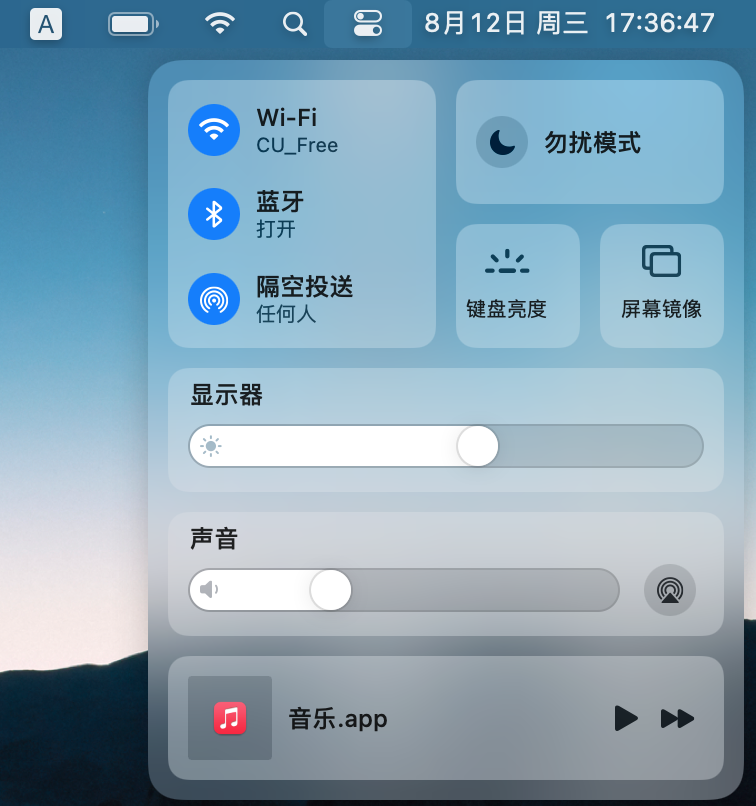 A
8月12日 周三 17:36:47
Wi-Fi
CU_Free
蓝牙
打开
隔空投送
任何人
勿扰模式
键盘亮度
屏幕镜像
显示器
声音
音乐.app